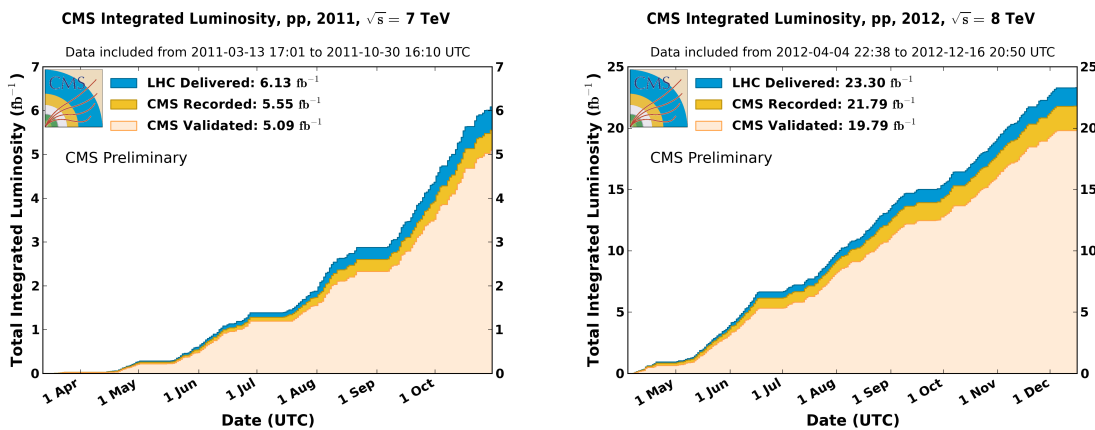 CMS Integrated Luminosity, pp, 2011, √s = 7 TeV
Data included from 2011-03-13 17:01 to 2011-10-30 16:10 UTC
CMS
LHC Delivered: 6.13 fb⁻¹
CMS Recorded: 5.55 fb⁻¹
CMS Validated: 5.09 fb⁻¹
CMS Preliminary
Total Integrated Luminosity (fb⁻¹)
7
6
5
4
3
2
1
0
7
6
5
4
3
2
1
0
1 Apr
1 May
1 Jun
1 Jul
1 Aug
1 Sep
1 Oct
Date (UTC)
CMS Integrated Luminosity, pp, 2012, √s = 8 TeV
Data included from 2012-04-04 22:38 to 2012-12-16 20:50 UTC
CMS
LHC Delivered: 23.30 fb⁻¹
CMS Recorded: 21.79 fb⁻¹
CMS Validated: 19.79 fb⁻¹
CMS Preliminary
Total Integrated Luminosity (fb⁻¹)
25
20
15
10
5
0
25
20
15
10
5
0
1 May
1 Jun
1 Jul
1 Aug
1 Sep
1 Oct
1 Nov
1 Dec
Date (UTC)